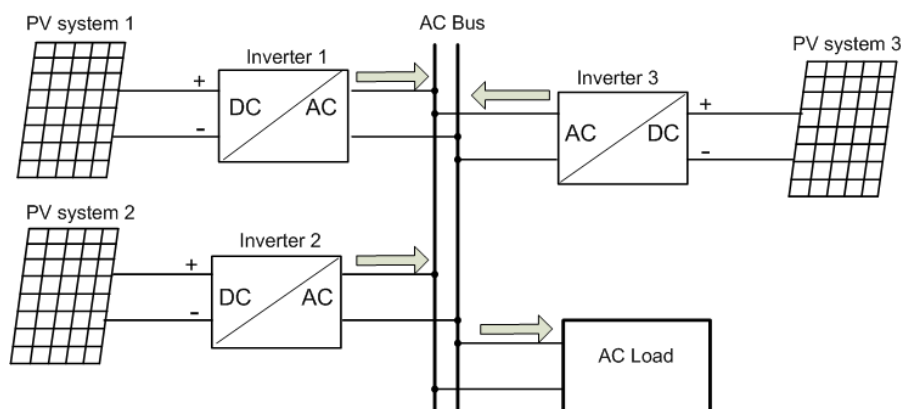 PV system 1
AC Bus
PV system 3
Inverter 1
Inverter 3
+
DC
AC
-
+
AC
DC
-
PV system 2
Inverter 2
+
DC
AC
-
AC Load